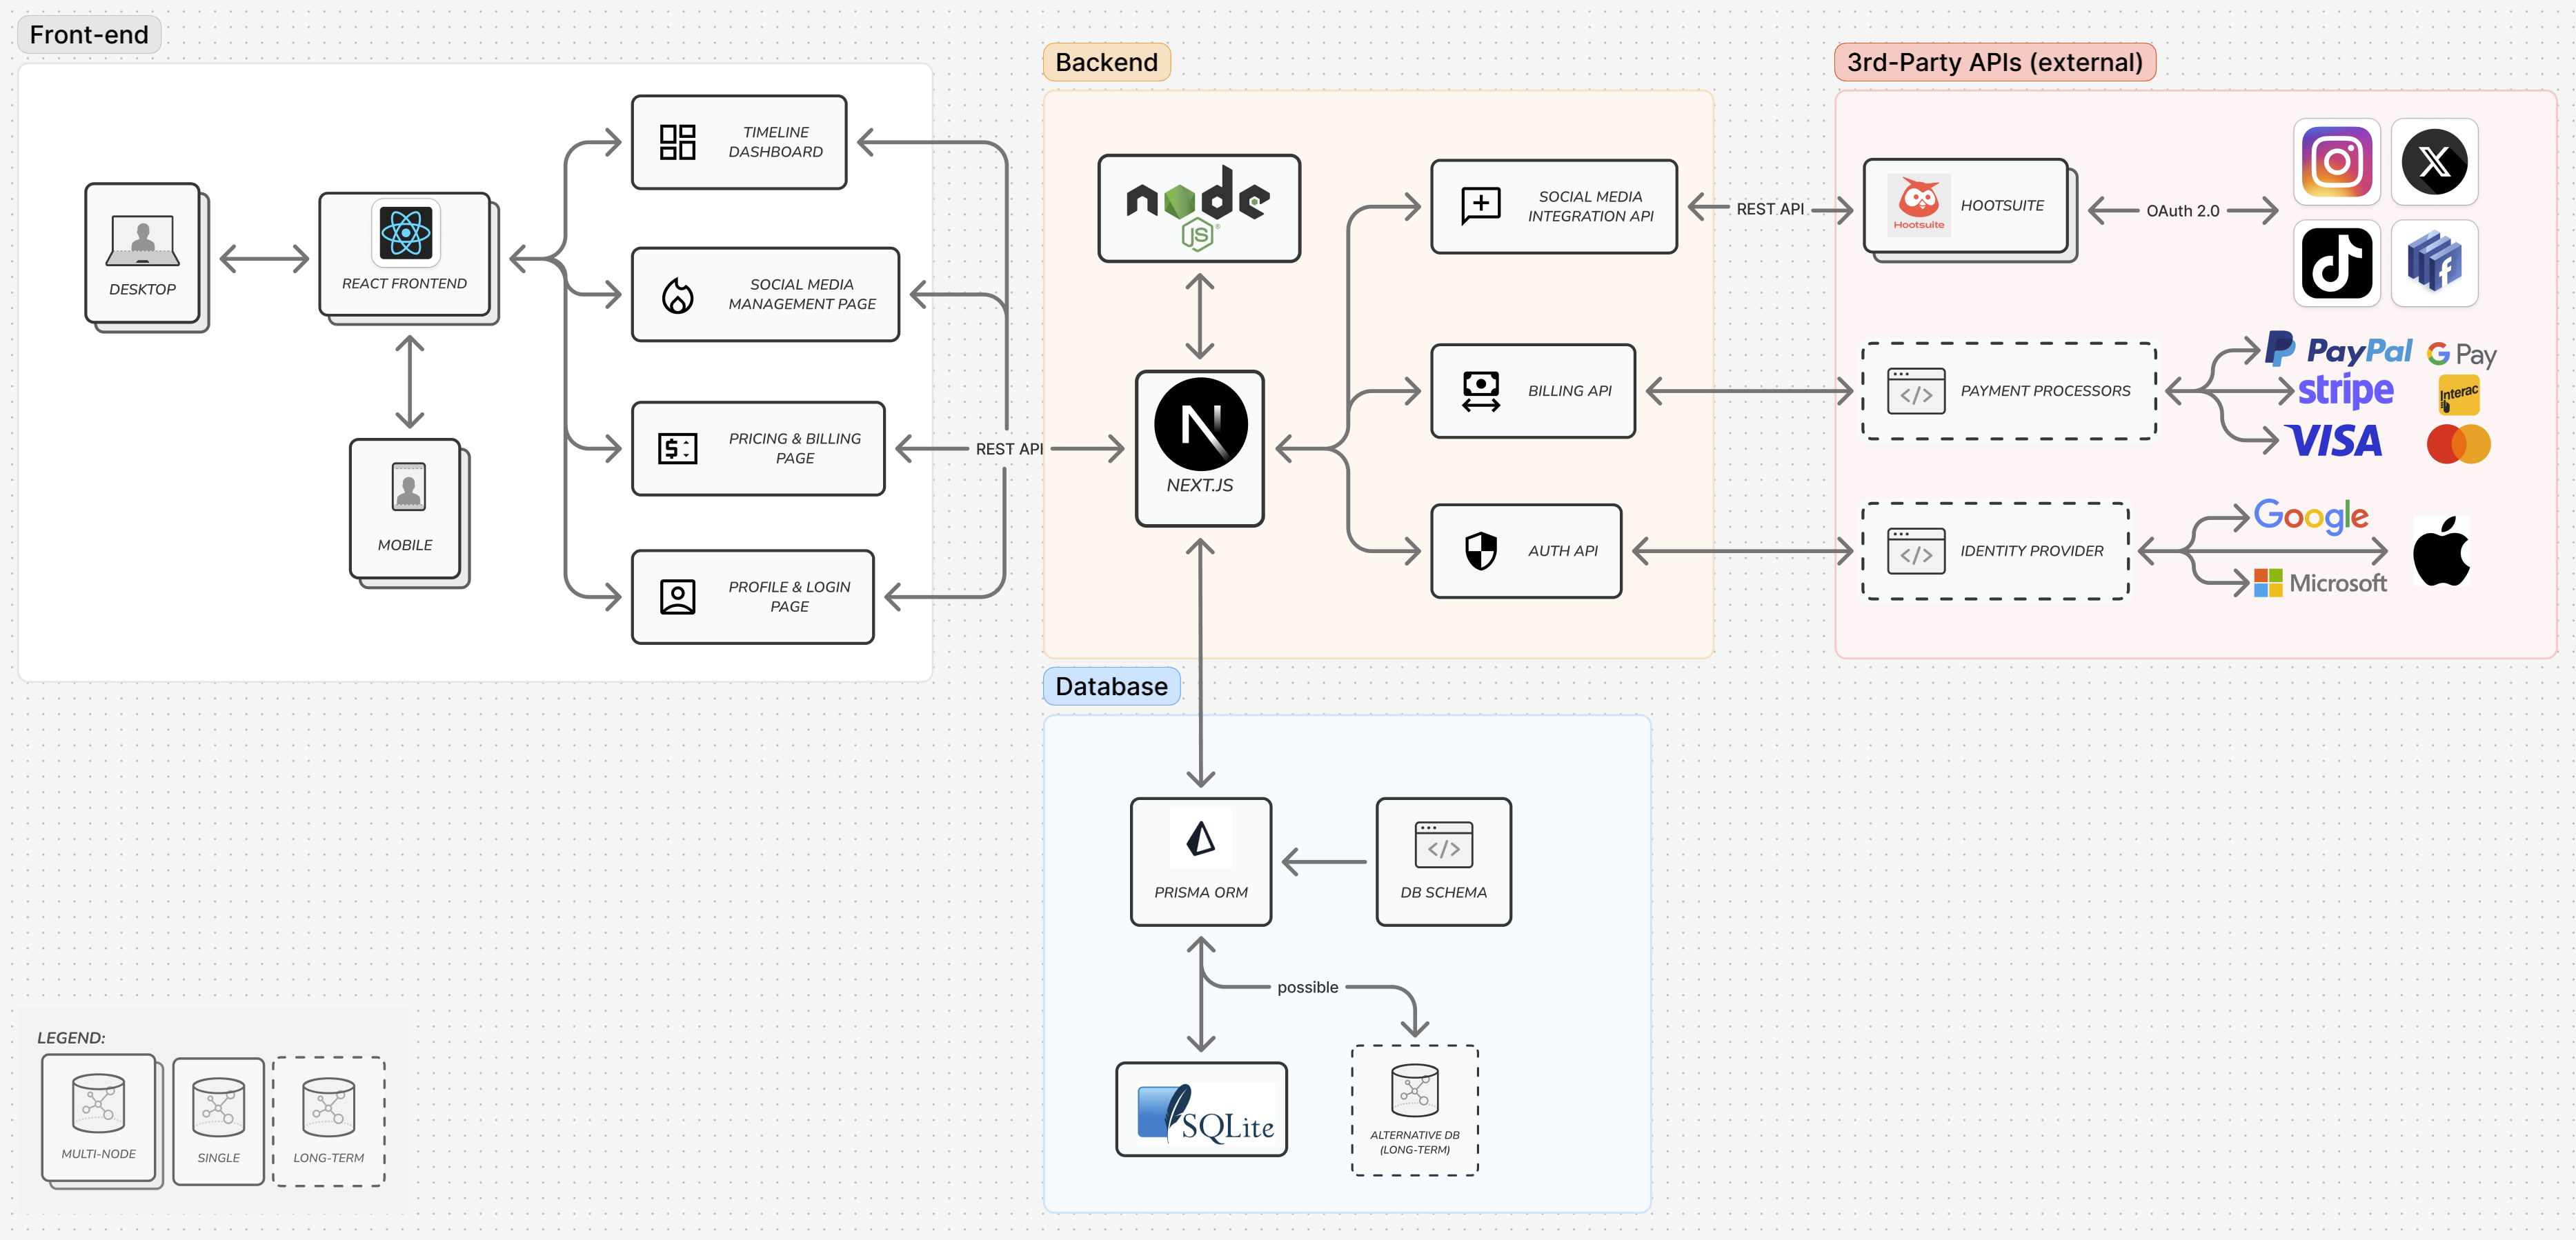 Front-end
DESKTOP
REACT FRONTEND
MOBILE
TIMELINE
DASHBOARD
SOCIAL MEDIA
MANAGEMENT PAGE
PRICING & BILLING
PAGE
PROFILE & LOGIN
PAGE
REST API
Backend
node
JS
NEXT.JS
SOCIAL MEDIA
INTEGRATION API
BILLING API
AUTH API
REST API
3rd-Party APIs (external)
Hootsuite
HOOTSUITE
OAuth 2.0
PAYMENT PROCESSORS
PayPal
G Pay
stripe
Interac
VISA
IDENTITY PROVIDER
Google
Microsoft
Database
PRISMA ORM
DB SCHEMA
possible
SQLite
ALTERNATIVE DB
(LONG-TERM)
LEGEND:
MULTI-NODE
SINGLE
LONG-TERM